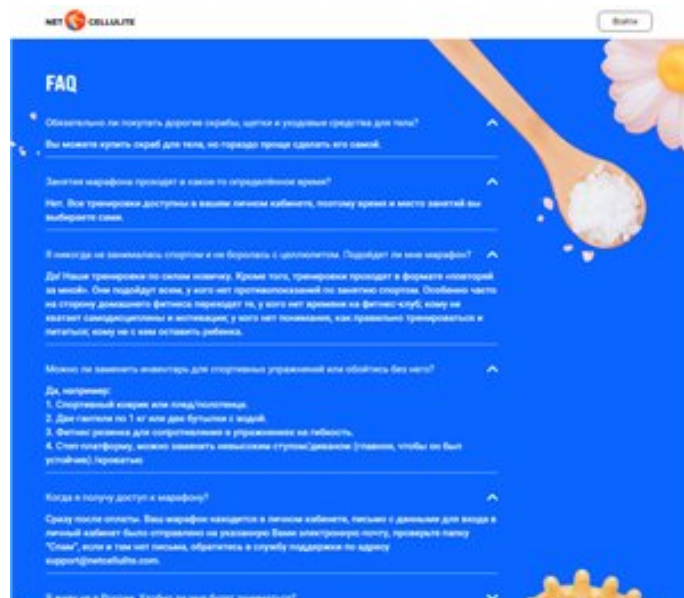 NET CELLULITE
Войти
FAQ
Обязательно ли покупать дорогие скрабы, щетки и уходовые средства для тела?
Вы можете купить скраб для тела, но гораздо проще сделать его самой.
Занятия марафона проходят в какое-то определённое время?
Нет. Все тренировки доступны в вашем личном кабинете, поэтому время и место занятий вы
выбираете сами.
Я никогда не занималась спортом и не боролась с целлюлитом. Подойдет ли мне марафон?
Да! Наши тренировки по силам новичку. Кроме того, тренировки проходят в формате «повторяй
за мной». Они подойдут всем, у кого нет противопоказаний по занятию спортом. Особенно часто
на сторону домашнего фитнеса переходят те, у кого нет времени на фитнес-клуб; кому не
хватает самодисциплины и мотивации; у кого нет понимания, как правильно тренироваться и
питаться; кому не с кем оставить ребенка.
Можно ли заменить инвентарь для спортивных упражнений или обойтись без него?
Да, например:
1. Спортивный коврик или плед/полотенце.
2. Две гантели по 1 кг или две бутылки с водой.
3. Фитнес резинка для сопротивления в упражнениях на гибкость.
4. Степ-платформу, можно заменить невысоким стулом/диваном (главное, чтобы он был
устойчив) /кроватью
Когда я получу доступ к марафону?
Сразу после оплаты. Ваш марафон находится в личном кабинете, письмо с данными для входа в
личный кабинет было отправлено на указанную Вами электронную почту, проверьте папку
"Спам", если и там нет письма, обратитесь в службу поддержки по адресу
support@netcellulite.com.
Я живу не в России. Удобно ли мне будет заниматься?